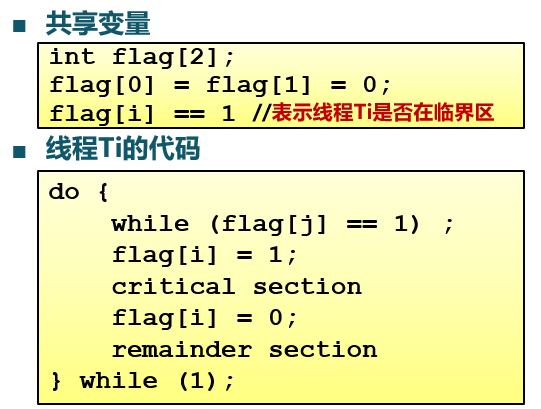 ■ 共享变量
int flag[2];
flag[0] = flag[1] = 0;
flag[i] == 1 //表示线程Ti是否在临界区
■ 线程Ti的代码
do {
    while (flag[j] == 1) ;
    flag[i] = 1;
    critical section
    flag[i] = 0;
    remainder section
} while (1);